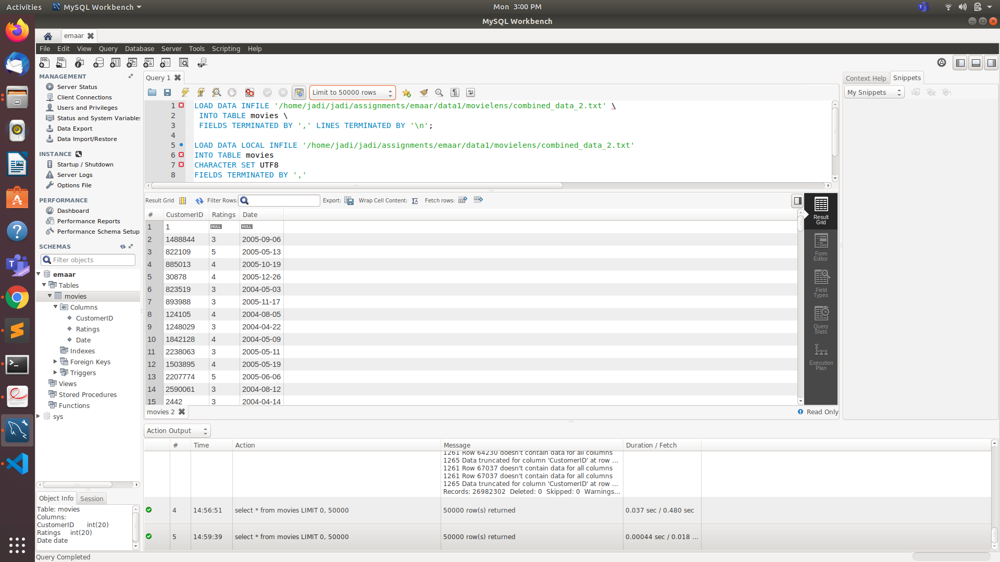 Activities
MySQL Workbench
Mon 3:00 PM
MySQL Workbench
emaar
File Edit View Query Database Server Tools Scripting Help
MANAGEMENT
Server Status
Client Connections
Users and Privileges
Status and System Variables
Data Export
Data Import/Restore
INSTANCE
Startup / Shutdown
Server Logs
Options File
PERFORMANCE
Dashboard
Performance Reports
Performance Schema Setup
SCHEMAS
Filter objects
emaar
Tables
movies
Columns
CustomerID
Ratings
Date
Indexes
Foreign Keys
Triggers
Views
Stored Procedures
Functions
sys
Object Info Session
Table: movies
Columns:
CustomerID int(20)
Ratings int(20)
Date date
Query Completed
Query 1
Limit to 50000 rows
1 LOAD DATA INFILE '/home/jadi/jadi/assignments/emaar/data1/movielens/combined_data_2.txt' \
2 INTO TABLE movies \
3 FIELDS TERMINATED BY ',' LINES TERMINATED BY '\n';
4
5 LOAD DATA LOCAL INFILE '/home/jadi/jadi/assignments/emaar/data1/movielens/combined_data_2.txt'
6 INTO TABLE movies
7 CHARACTER SET UTF8
8 FIELDS TERMINATED BY ','
Result Grid Filter Rows: Export: Wrap Cell Content: Fetch rows:
# CustomerID Ratings Date
1 1 NULL NULL
2 1488844 3 2005-09-06
3 822109 5 2005-05-13
4 885013 4 2005-10-19
5 30878 4 2005-12-26
6 823519 3 2004-05-03
7 893988 3 2005-11-17
8 124105 4 2004-08-05
9 1248029 3 2004-04-22
10 1842128 4 2004-05-09
11 2238063 3 2005-05-11
12 1503895 4 2005-05-19
13 2207774 5 2005-06-06
14 2590061 3 2004-08-12
15 2442 3 2004-04-14
Result
Grid
Form
Editor
Field
Types
Query
Stats
Execution
Plan
movies 2
Read Only
Context Help Snippets
My Snippets
Action Output
# Time Action Message Duration / Fetch
1261 Row 64230 doesn't contain data for all columns
1265 Data truncated for column 'CustomerID' at row ...
1261 Row 67037 doesn't contain data for all columns
1261 Row 67037 doesn't contain data for all columns
1265 Data truncated for column 'CustomerID' at row ...
Records: 26982302 Deleted: 0 Skipped: 0 Warnings...
4 14:56:51 select * from movies LIMIT 0, 50000 50000 row(s) returned 0.037 sec / 0.480 sec
5 14:59:39 select * from movies LIMIT 0, 50000 50000 row(s) returned 0.00044 sec / 0.018 ...